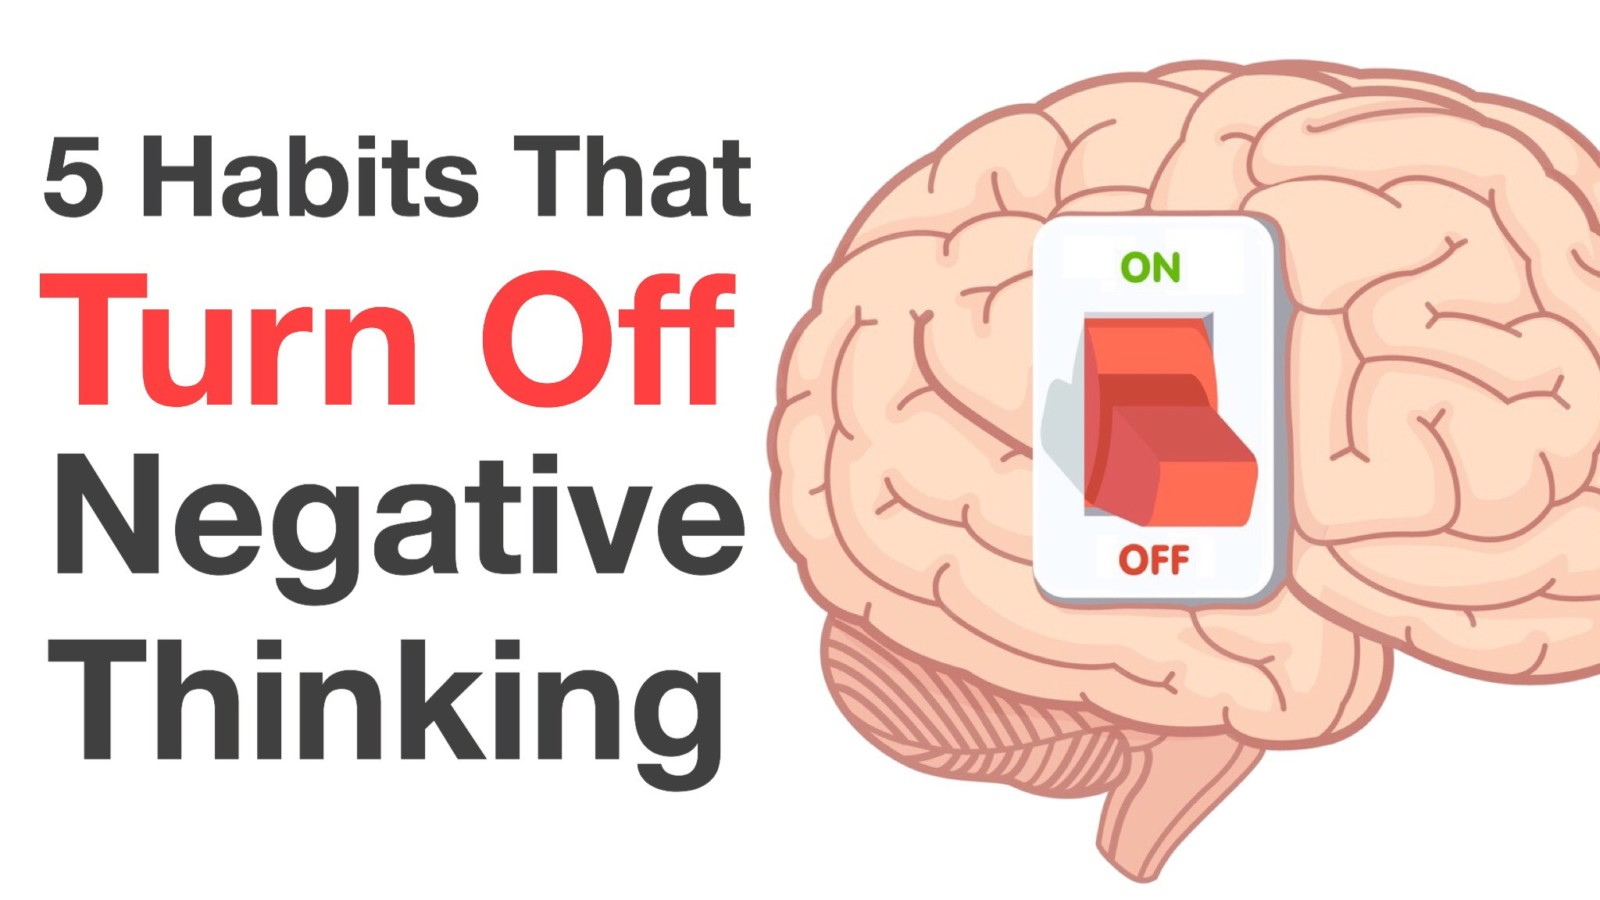 5 Habits That
Turn Off
Negative
Thinking
ON
OFF